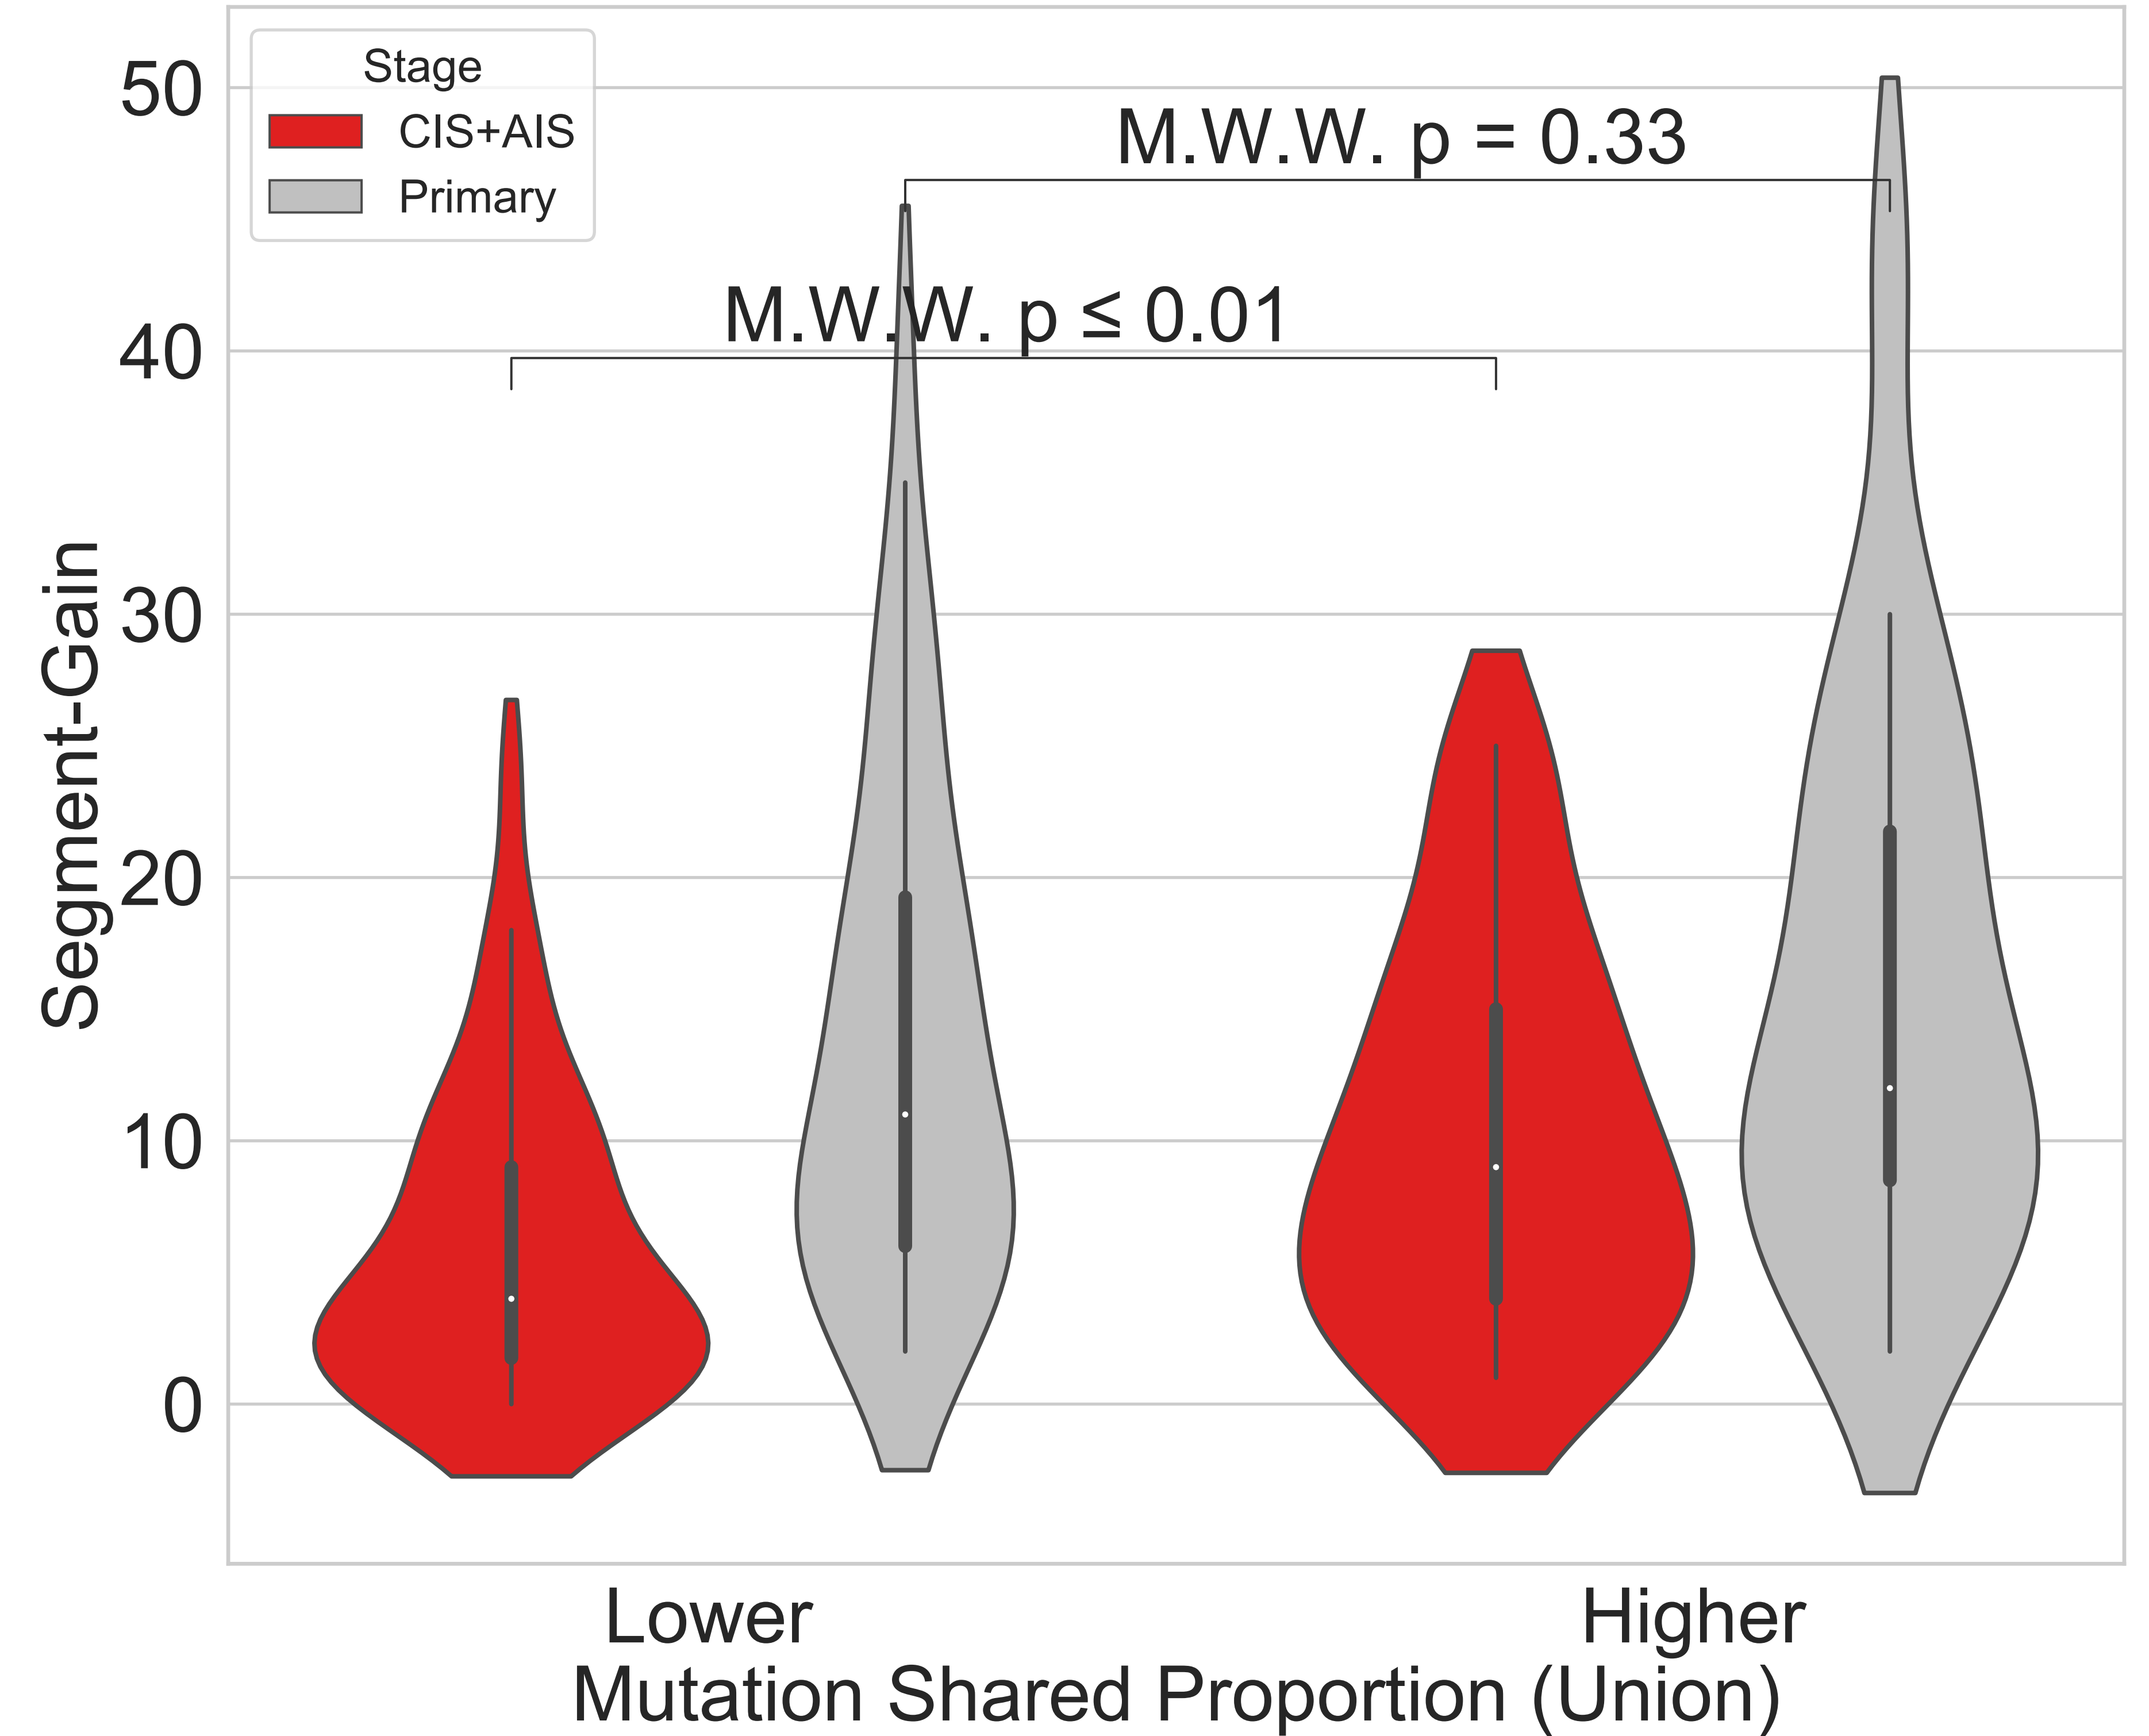 Stage
CIS+AIS
Primary
M.W.W. p = 0.33
M.W.W. p ≤ 0.01
Segment-Gain
50
40
30
20
10
0
Lower
Higher
Mutation Shared Proportion (Union)